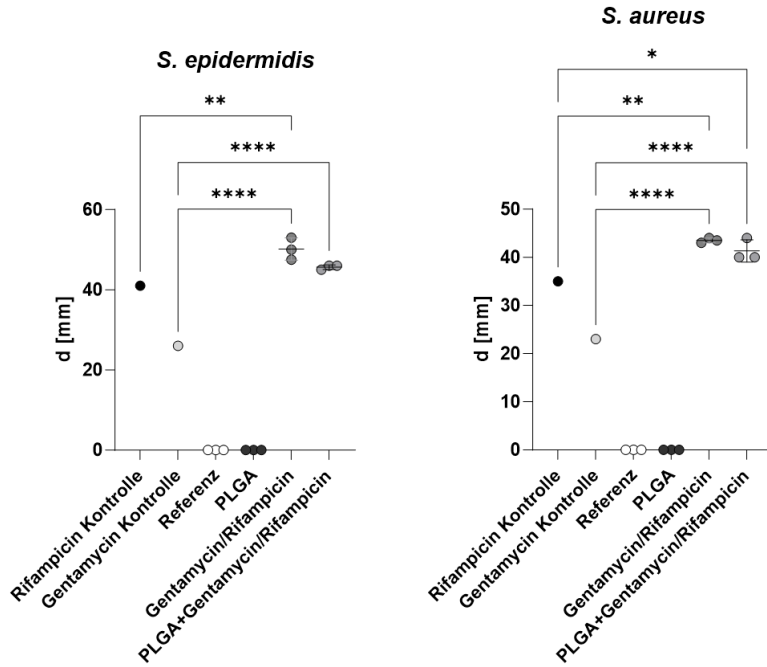 S. epidermidis
**
****
****
60
40
20
0
d [mm]
Rifampicin Kontrolle
Gentamycin Kontrolle
Referenz
PLGA
Gentamycin/Rifampicin
PLGA+Gentamycin/Rifampicin
S. aureus
*
**
****
****
50
40
30
20
10
0
d [mm]
Rifampicin Kontrolle
Gentamycin Kontrolle
Referenz
PLGA
Gentamycin/Rifampicin
PLGA+Gentamycin/Rifampicin